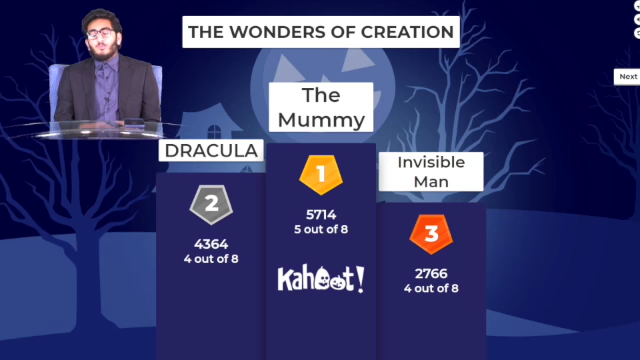 THE WONDERS OF CREATION
Next
The
Mummy
DRACULA
Invisible
Man
1
2
3
5714
5 out of 8
4364
4 out of 8
2766
4 out of 8
Kahoot!